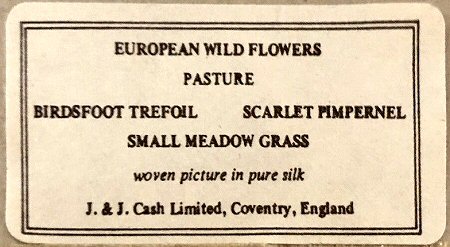 EUROPEAN WILD FLOWERS
PASTURE
BIRDSFOOT TREFOIL SCARLET PIMPERNEL
SMALL MEADOW GRASS
woven picture in pure silk
J. & J. Cash Limited, Coventry, England